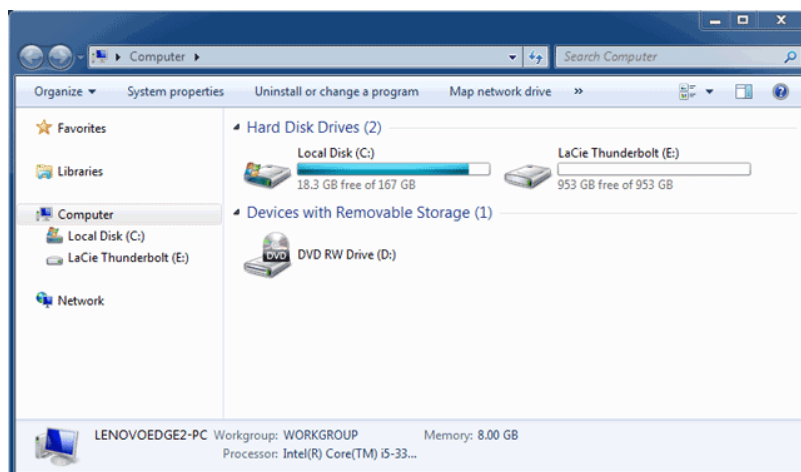 Computer
Search Computer
Organize
System properties
Uninstall or change a program
Map network drive
»
Favorites
Libraries
Computer
Local Disk (C:)
LaCie Thunderbolt (E:)
Network
Hard Disk Drives (2)
Local Disk (C:)
18.3 GB free of 167 GB
LaCie Thunderbolt (E:)
953 GB free of 953 GB
Devices with Removable Storage (1)
DVD
DVD RW Drive (D:)
LENOVOEDGE2-PC Workgroup: WORKGROUP Memory: 8.00 GB
Processor: Intel(R) Core(TM) i5-33...